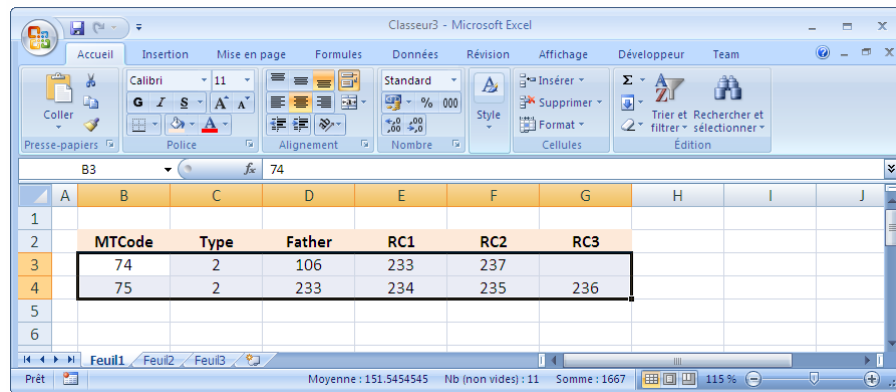 Classeur3 - Microsoft Excel
Accueil Insertion Mise en page Formules Données Révision Affichage Développeur Team
Coller
Calibri 11
G I S A A
A
Standard
% 000
,00 ,00
Style
Insérer
Supprimer
Format
Σ
Trier et filtrer
Rechercher et sélectionner
Presse-papiers Police Alignement Nombre Cellules Édition
B3 fx 74
A B C D E F G H I J
1
2 MTCode Type Father RC1 RC2 RC3
3 74 2 106 233 237
4 75 2 233 234 235 236
5
6
Feuil1 Feuil2 Feuil3
Prêt Moyenne : 151.5454545 Nb (non vides) : 11 Somme : 1667 115 %